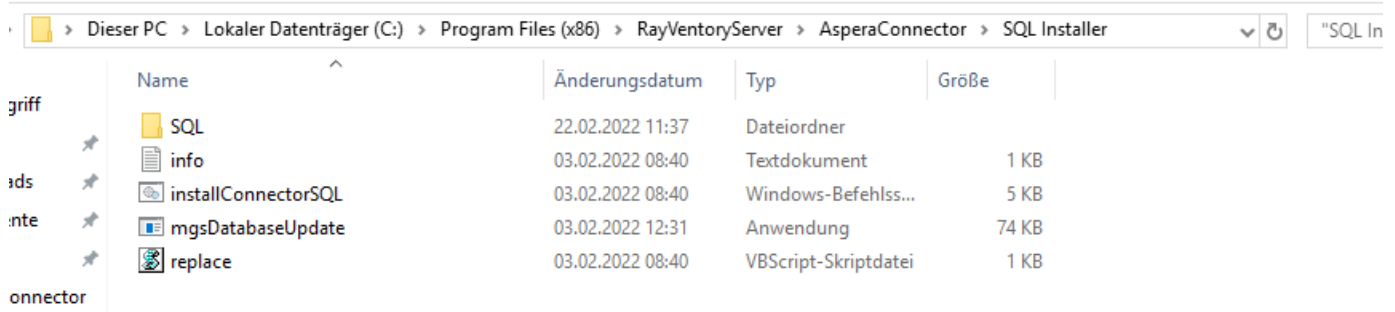 > Dieser PC > Lokaler Datenträger (C:) > Program Files (x86) > RayVentoryServer > AsperaConnector > SQL Installer "SQL In
Name Änderungsdatum Typ Größe
griff
SQL 22.02.2022 11:37 Dateiordner
info 03.02.2022 08:40 Textdokument 1 KB
ads installConnectorSQL 03.02.2022 08:40 Windows-Befehlss... 5 KB
ente mgsDatabaseUpdate 03.02.2022 12:31 Anwendung 74 KB
replace 03.02.2022 08:40 VBScript-Skriptdatei 1 KB
onnector